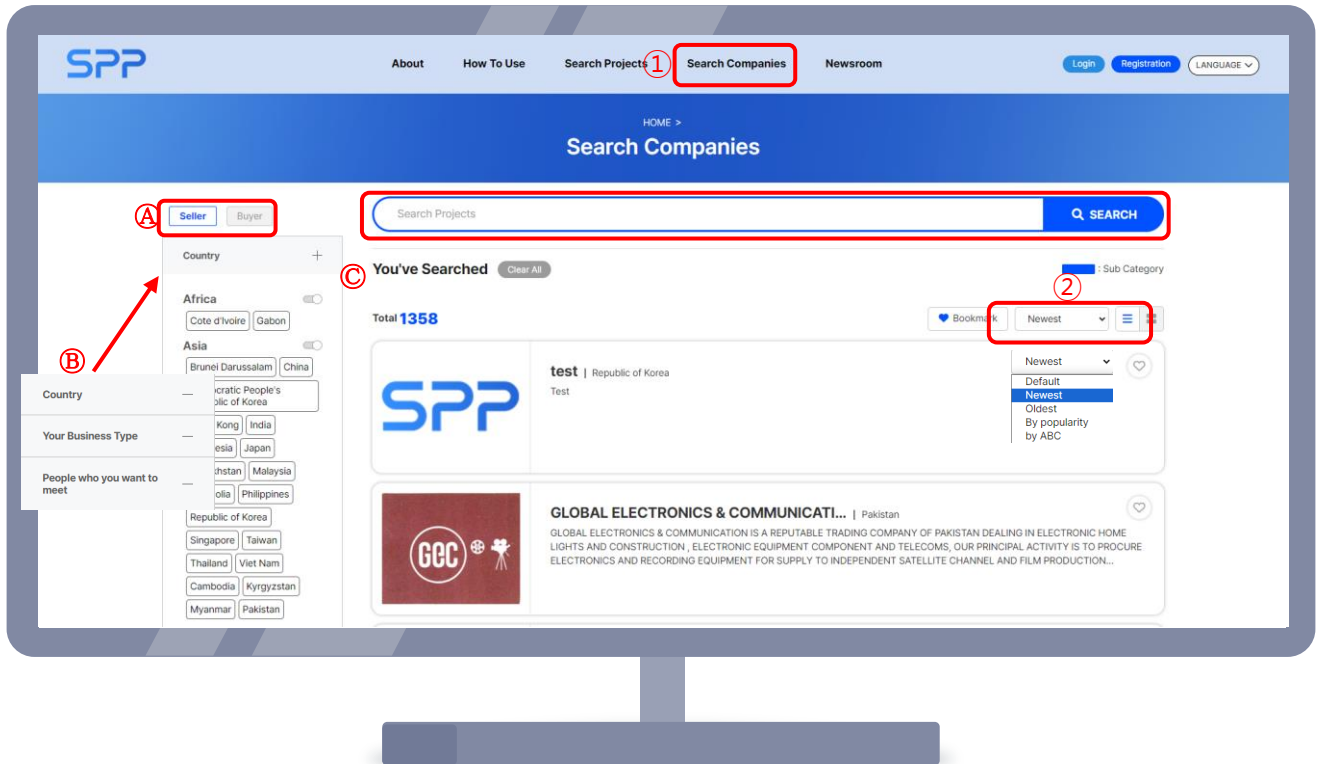 SPP
About
How To Use
Search Projects
①
Search Companies
Newsroom
Login
Registration
LANGUAGE
HOME >
Search Companies
Ⓐ
Seller
Buyer
Search Projects
SEARCH
Country
Ⓒ
You've Searched
Clear All
: Sub Category
②
Africa
Cote d'Ivoire
Gabon
Total 1358
Bookmark
Newest
Asia
Brunei Darussalam
China
Ⓑ
Country
Your Business Type
People who you want to
meet
People's
Korea
Kong
India
Japan
Malaysia
Philippines
Republic of Korea
Singapore
Taiwan
Thailand
Viet Nam
Cambodia
Kyrgyzstan
Myanmar
Pakistan
SPP
test | Republic of Korea
Test
Newest
Default
Newest
Oldest
By popularity
by ABC
GEC
GLOBAL ELECTRONICS & COMMUNICATI... | Pakistan
GLOBAL ELECTRONICS & COMMUNICATION IS A REPUTABLE TRADING COMPANY OF PAKISTAN DEALING IN ELECTRONIC HOME
LIGHTS AND CONSTRUCTION , ELECTRONIC EQUIPMENT COMPONENT AND TELECOMS, OUR PRINCIPAL ACTIVITY IS TO PROCURE
ELECTRONICS AND RECORDING EQUIPMENT FOR SUPPLY TO INDEPENDENT SATELLITE CHANNEL AND FILM PRODUCTION...